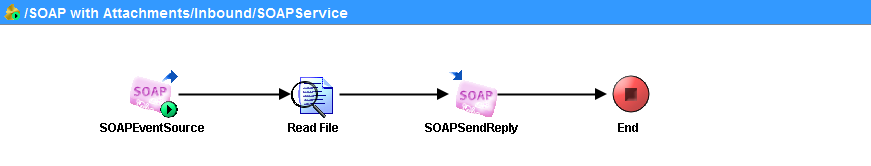 /SOAP with Attachments/Inbound/SOAPService
SOAP
SOAP
SOAPEventSource
Read File
SOAPSendReply
End